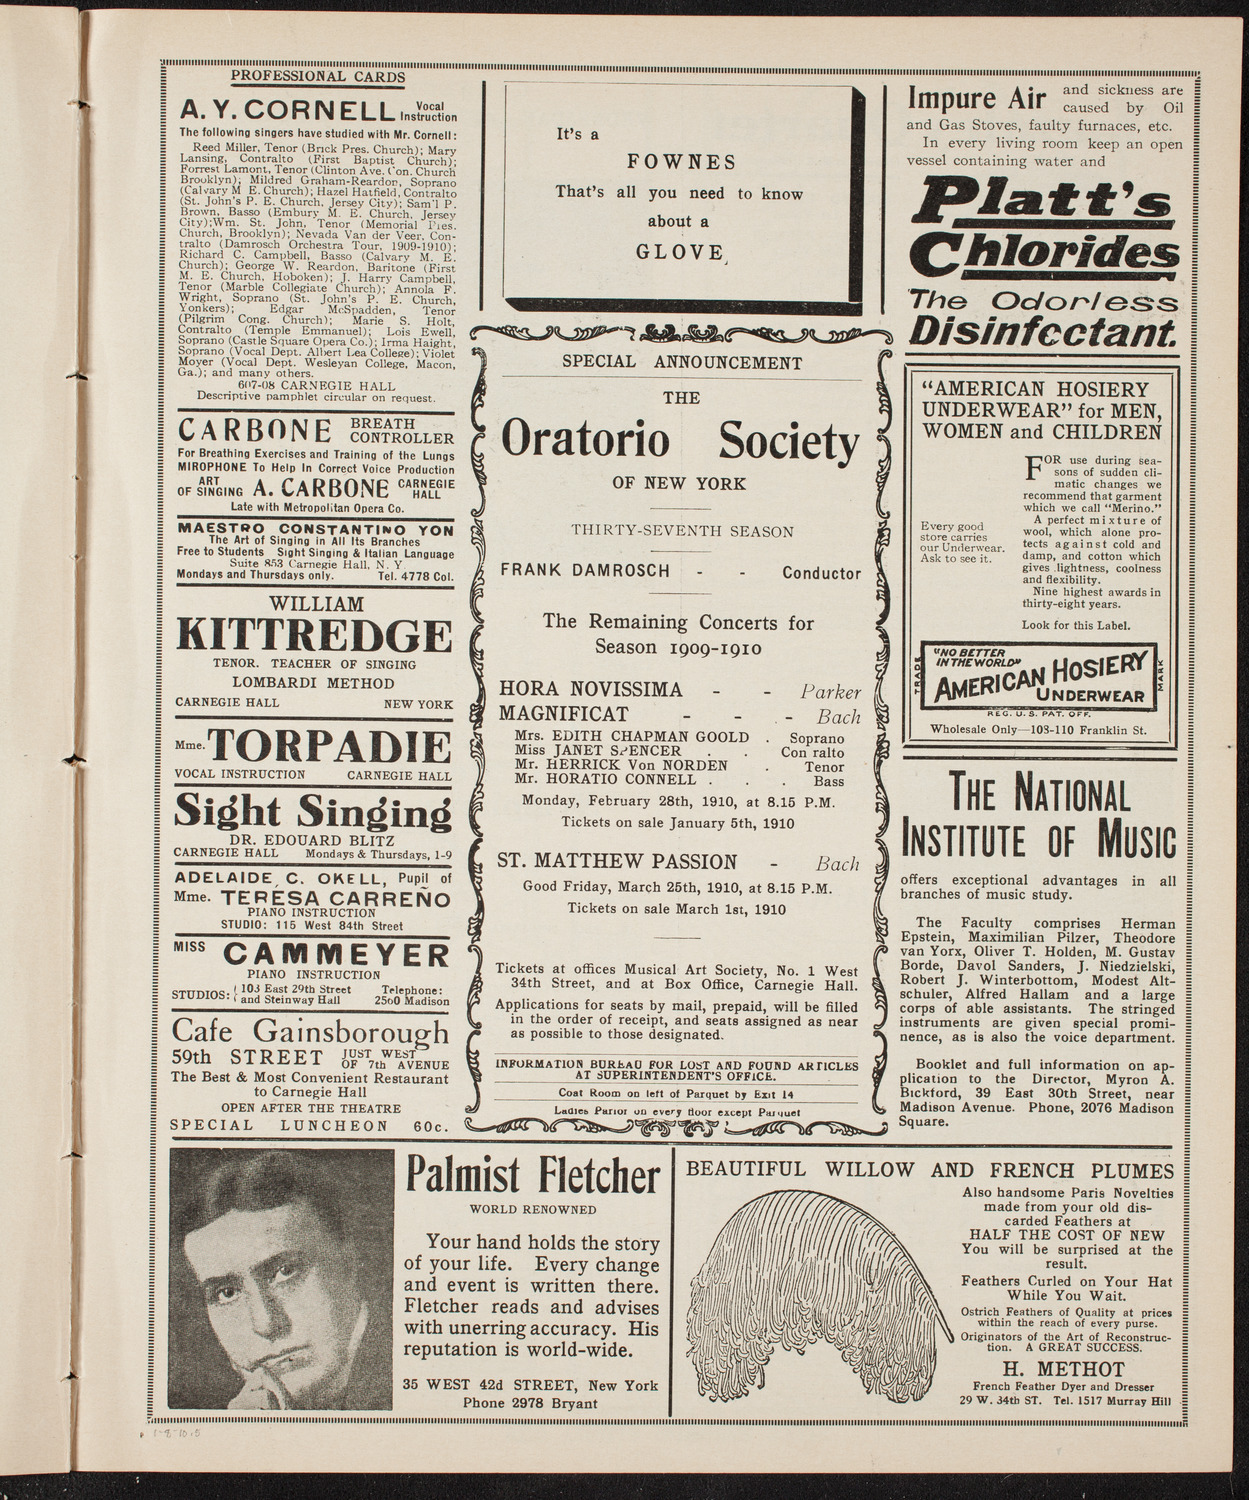 PROFESSIONAL CARDS
A. Y. CORNELL Vocal Instruction
The following singers have studied with Mr. Cornell:
Reed Miller, Tenor (Brick Pres. Church); Mary
Lansing, Contralto (First Baptist Church);
Forrest Lamont, Tenor (Clinton Ave. Con. Church
Brooklyn); Mildred Graham-Reardon, Soprano
(Calvary M E. Church); Hazel Hatfield, Contralto
(St. John's P. E. Church, Jersey City); Sam'l P.
Brown, Basso (Embury M. E. Church, Jersey
City); Wm. St. John, Tenor (Memorial Pres.
Church, Brooklyn); Nevada Van der Veer, Con-
tralto (Damrosch Orchestra Tour, 1909-1910);
Richard C. Campbell, Basso (Calvary M. E.
Church); George W. Reardon, Baritone (First
M. E. Church, Hoboken); J. Harry Campbell,
Tenor (Marble Collegiate Church); Annola F.
Wright, Soprano (St. John's P. E. Church,
Yonkers); Edgar McSpadden, Tenor
(Pilgrim Cong. Church); Marie S. Holt,
Contralto (Temple Emmanuel); Lois Ewell,
Soprano (Castle Square Opera Co.); Irma Haight,
Soprano (Vocal Dept. Albert Lea College); Violet
Moyer (Vocal Dept. Wesleyan College, Macon,
Ga.); and many others.
607-08 CARNEGIE HALL
Descriptive pamphlet circular on request.
CARBONE BREATH CONTROLLER
For Breathing Exercises and Training of the Lungs
MIROPHONE To Help In Correct Voice Production
ART OF SINGING A. CARBONE CARNEGIE HALL
Late with Metropolitan Opera Co.
MAESTRO CONSTANTINO YON
The Art of Singing in All Its Branches
Free to Students Sight Singing & Italian Language
Suite 853 Carnegie Hall, N. Y.
Mondays and Thursdays only. Tel. 4778 Col.
WILLIAM
KITTREDGE
TENOR. TEACHER OF SINGING
LOMBARDI METHOD
CARNEGIE HALL NEW YORK
Mme. TORPADIE
VOCAL INSTRUCTION CARNEGIE HALL
Sight Singing
DR. EDOUARD BLITZ
CARNEGIE HALL Mondays & Thursdays, 1-9
ADELAIDE C. OKELL, Pupil of
Mme. TERESA CARREÑO
PIANO INSTRUCTION
STUDIO: 115 West 84th Street
MISS CAMMEYER
PIANO INSTRUCTION
STUDIOS: { 103 East 29th Street Telephone:
and Steinway Hall 2560 Madison
Cafe Gainsborough
59th STREET JUST WEST OF 7th AVENUE
The Best & Most Convenient Restaurant
to Carnegie Hall
OPEN AFTER THE THEATRE
SPECIAL LUNCHEON 60c.
It's a
FOWNES
That's all you need to know
about a
GLOVE
SPECIAL ANNOUNCEMENT
THE
Oratorio Society
OF NEW YORK
THIRTY-SEVENTH SEASON
FRANK DAMROSCH - - Conductor
The Remaining Concerts for
Season 1909-1910
HORA NOVISSIMA - - Parker
MAGNIFICAT - - - Bach
Mrs. EDITH CHAPMAN GOOLD . Soprano
Miss JANET SPENCER . . Con ralto
Mr. HERRICK Von NORDEN . Tenor
Mr. HORATIO CONNELL . . Bass
Monday, February 28th, 1910, at 8.15 P.M.
Tickets on sale January 5th, 1910
ST. MATTHEW PASSION - Bach
Good Friday, March 25th, 1910, at 8.15 P.M.
Tickets on sale March 1st, 1910
Tickets at offices Musical Art Society, No. 1 West
34th Street, and at Box Office, Carnegie Hall.
Applications for seats by mail, prepaid, will be filled
in the order of receipt, and seats assigned as near
as possible to those designated.
INFORMATION BUREAU FOR LOST AND FOUND ARTICLES
AT SUPERINTENDENT'S OFFICE.
Coat Room on left of Parquet by Exit 14
Ladies Parlor on every floor except Parquet
Impure Air and sickness are
caused by Oil
and Gas Stoves, faulty furnaces, etc.
In every living room keep an open
vessel containing water and
Platt's
Chlorides
The Odorless
Disinfectant.
"AMERICAN HOSIERY
UNDERWEAR" for MEN,
WOMEN and CHILDREN
Every good
store carries
our Underwear.
Ask to see it.
FOR use during sea-
sons of sudden cli-
matic changes we
recommend that garment
which we call "Merino."
A perfect mixture of
wool, which alone pro-
tects against cold and
damp, and cotton which
gives lightness, coolness
and flexibility.
Nine highest awards in
thirty-eight years.
Look for this Label.
TRADE MARK
"NO BETTER
IN THE WORLD"
AMERICAN HOSIERY
UNDERWEAR
REG. U. S. PAT. OFF.
Wholesale Only—108-110 Franklin St.
THE NATIONAL
INSTITUTE OF MUSIC
offers exceptional advantages in all
branches of music study.
The Faculty comprises Herman
Epstein, Maximilian Pilzer, Theodore
van Yorx, Oliver T. Holden, M. Gustav
Borde, Davol Sanders, J. Niedzielski,
Robert J. Winterbottom, Modest Alt-
schuler, Alfred Hallam and a large
corps of able assistants. The stringed
instruments are given special promi-
nence, as is also the voice department.
Booklet and full information on ap-
plication to the Director, Myron A.
Bickford, 39 East 30th Street, near
Madison Avenue. Phone, 2076 Madison
Square.
Palmist Fletcher
WORLD RENOWNED
Your hand holds the story
of your life. Every change
and event is written there.
Fletcher reads and advises
with unerring accuracy. His
reputation is world-wide.
35 WEST 42d STREET, New York
Phone 2978 Bryant
BEAUTIFUL WILLOW AND FRENCH PLUMES
Also handsome Paris Novelties
made from your old dis-
carded Feathers at
HALF THE COST OF NEW
You will be surprised at the
result.
Feathers Curled on Your Hat
While You Wait.
Ostrich Feathers of Quality at prices
within the reach of every purse.
Originators of the Art of Reconstruc-
tion. A GREAT SUCCESS.
H. METHOT
French Feather Dyer and Dresser
29 W. 34th ST. Tel. 1517 Murray Hill